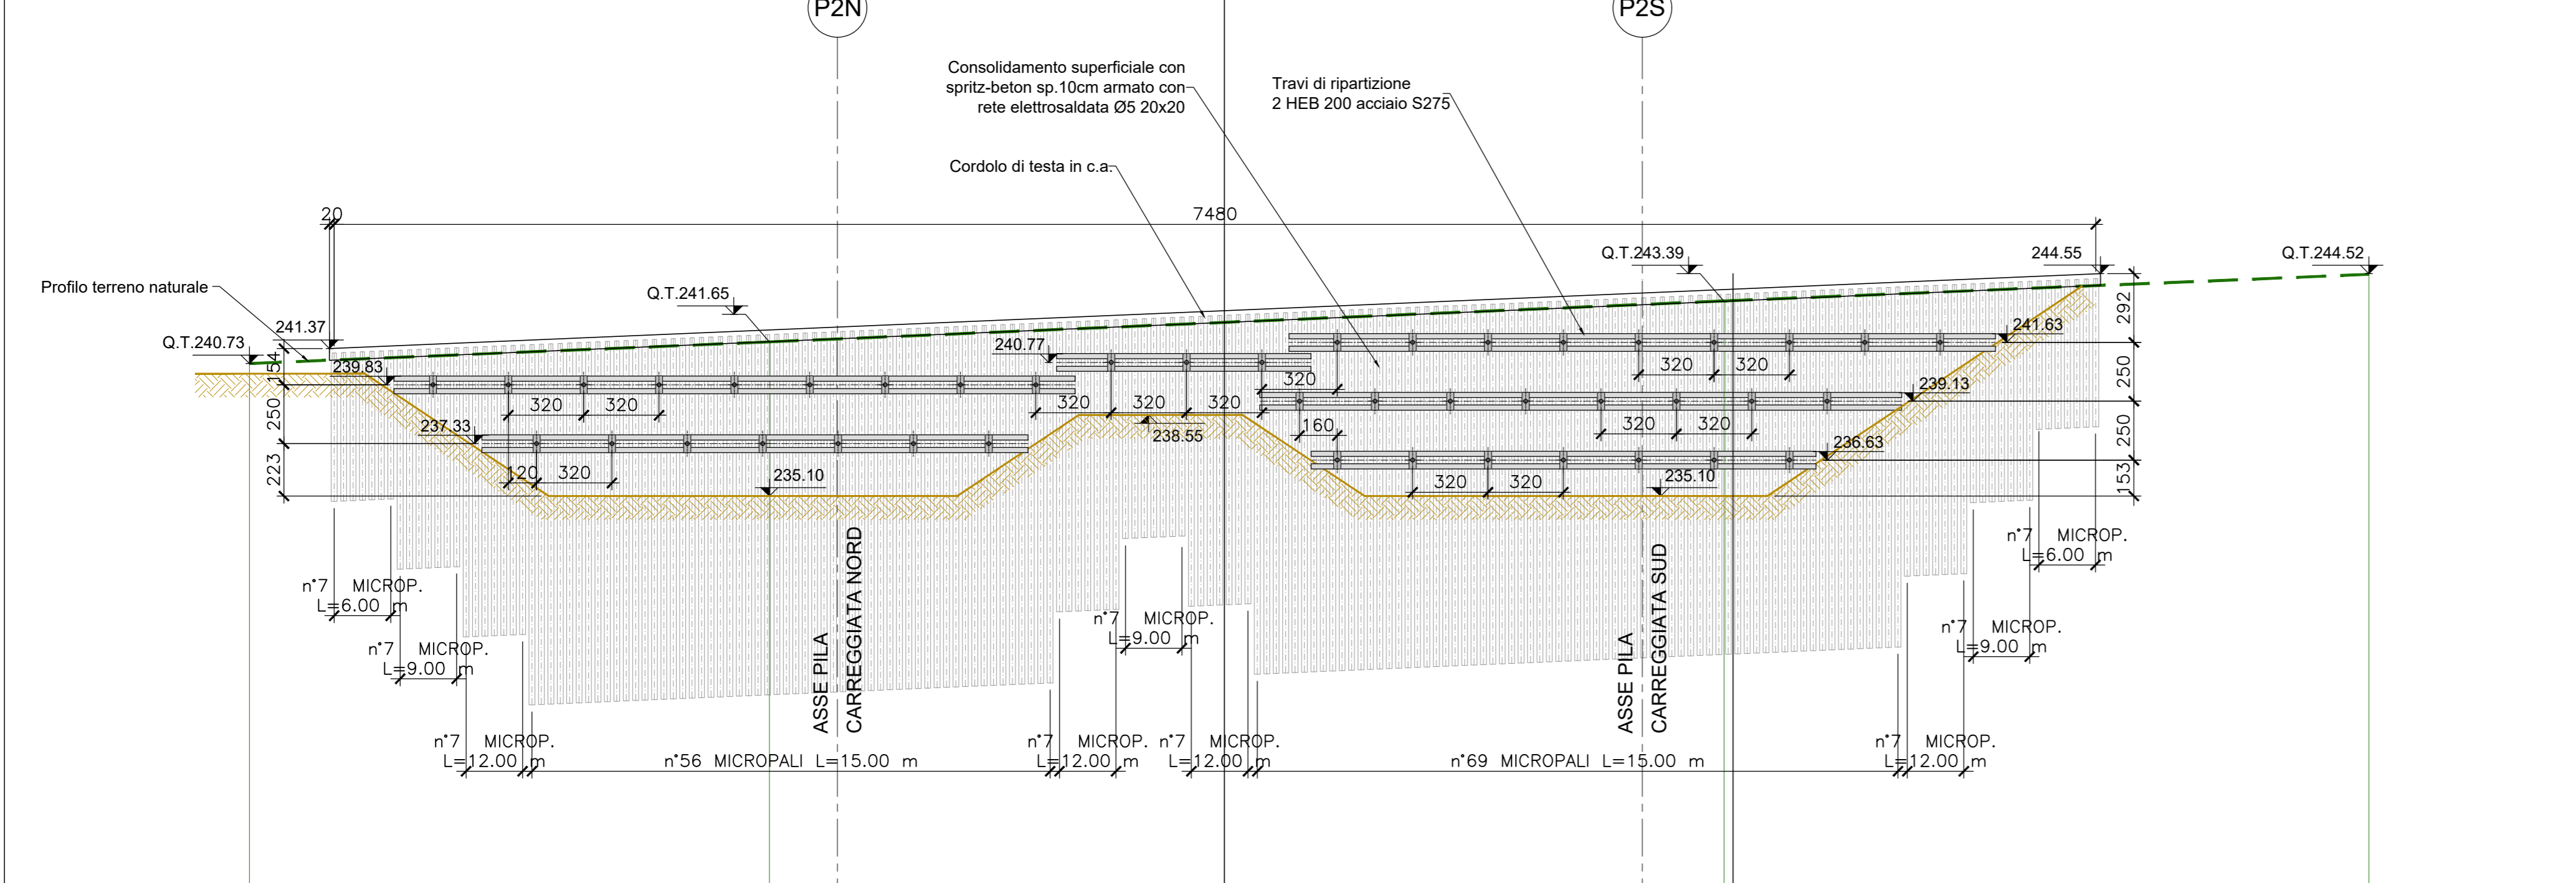 P2N
P2S
Consolidamento superficiale con
spritz-beton sp.10cm armato con
rete elettrosaldata Ø5 20x20
Travi di ripartizione
2 HEB 200 acciaio S275
Cordolo di testa in c.a.
20
7480
Profilo terreno naturale
Q.T.240.73
241.37
Q.T.241.65
240.77
Q.T.243.39
244.55
Q.T.244.52
241.63
239.13
236.63
239.83
237.33
238.55
235.10
235.10
154
250
223
292
250
250
153
320
320
120
320
320
320
320
320
160
320
320
320
320
320
320
ASSE PILA
CARREGGIATA NORD
ASSE PILA
CARREGGIATA SUD
n°7 MICROP.
L=6.00 m
n°7 MICROP.
L=9.00 m
n°7 MICROP.
L=12.00 m
n°56 MICROPALI L=15.00 m
n°7 MICROP.
L=12.00 m
n°7 MICROP.
L=9.00 m
n°7 MICROP.
L=12.00 m
n°69 MICROPALI L=15.00 m
n°7 MICROP.
L=12.00 m
n°7 MICROP.
L=9.00 m
n°7 MICROP.
L=6.00 m